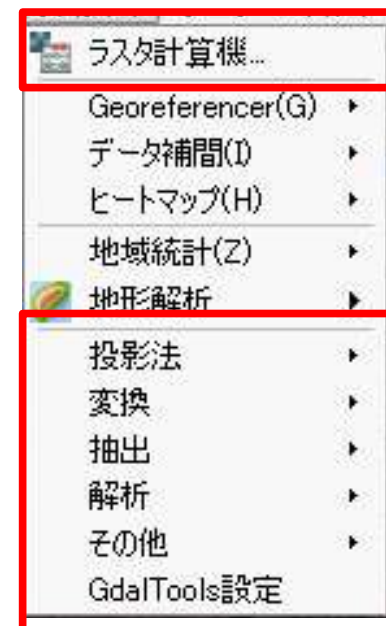 ラスタ計算機...
Georeferencer(G)
データ補間(I)
ヒートマップ(H)
地域統計(Z)
地形解析
投影法
変換
抽出
解析
その他
GdalTools設定